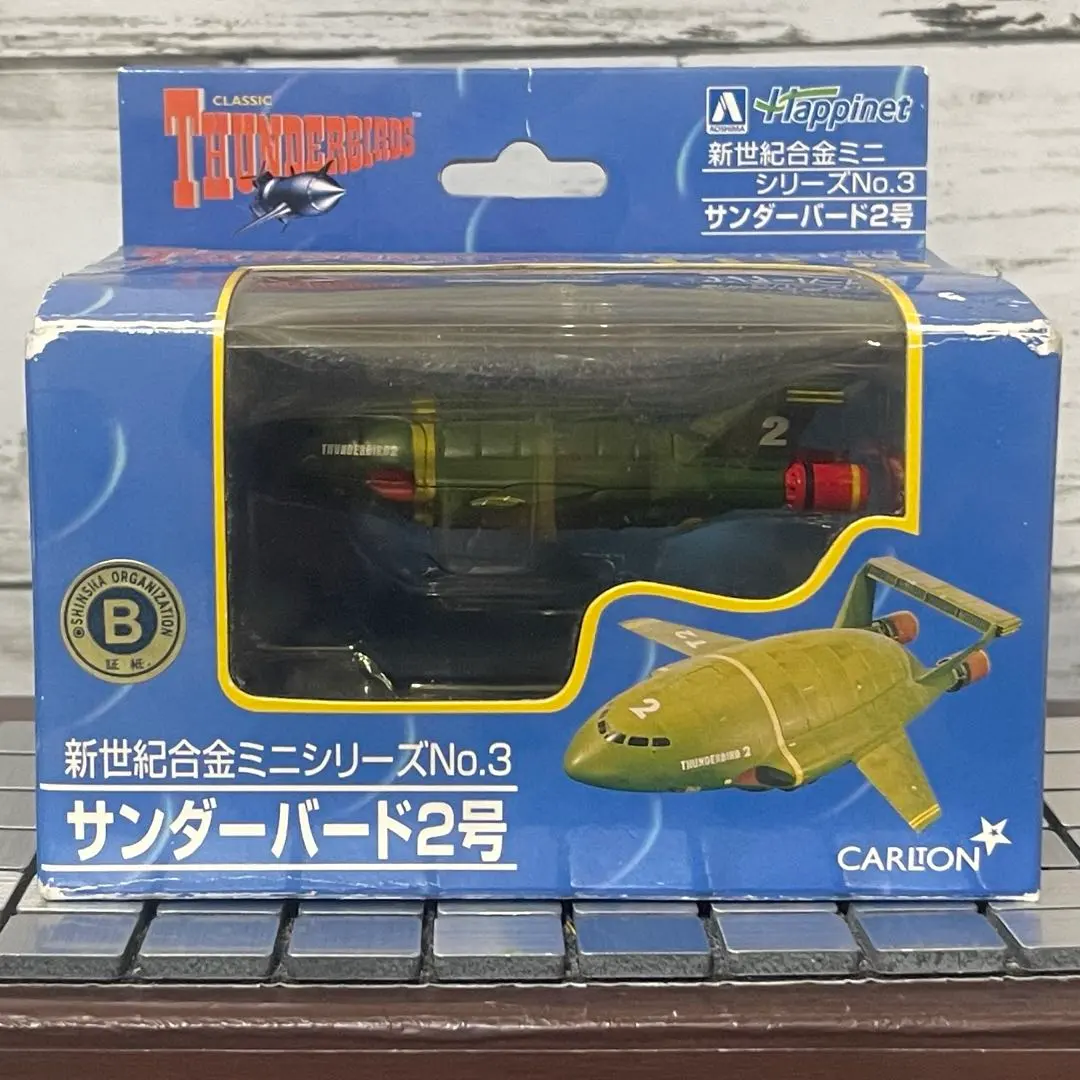 CLASSIC
THUNDERBIRDS™
AOSHIMA
Happinet
新世紀合金ミニ
シリーズNo.3
サンダーバード2号
THUNDERBIRD 2
2
©SHINSHA ORGANIZATION
B
2
THUNDERBIRD 2
新世紀合金ミニシリーズNo.3
サンダーバード2号
CARLTON